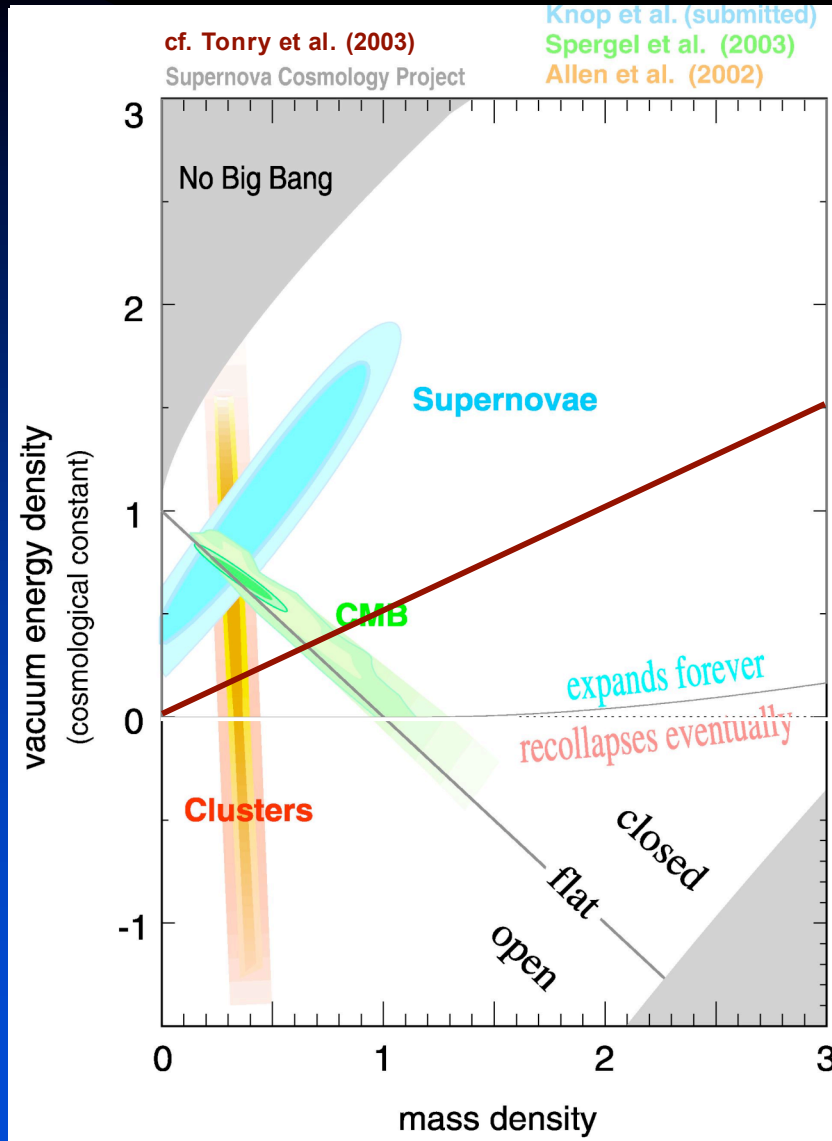 Knop et al. (submitted)
cf. Tonry et al. (2003)
Spergel et al. (2003)
Supernova Cosmology Project
Allen et al. (2002)
3
No Big Bang
2
Supernovae
vacuum energy density
(cosmological constant)
1
CMB
expands forever
0
recollapses eventually
Clusters
closed
flat
-1
open
0 1 2 3
mass density